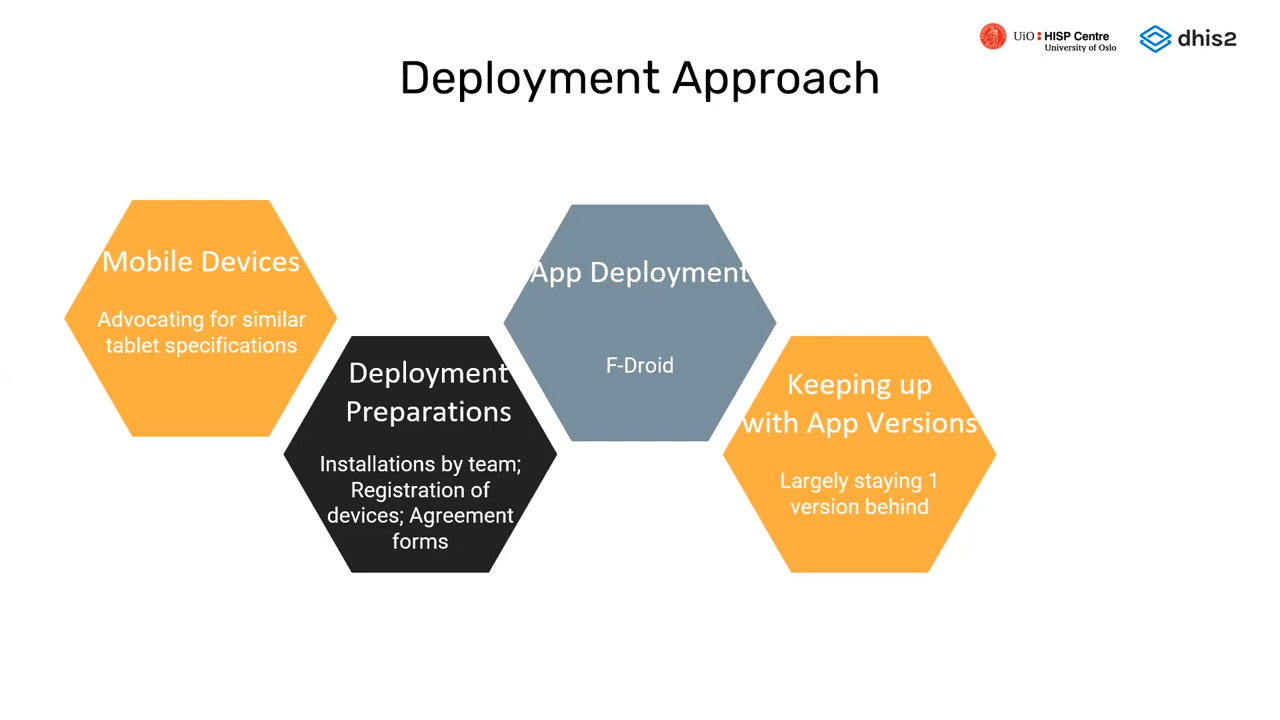 UiO HISP Centre
University of Oslo
dhis2
Deployment Approach
Mobile Devices
Advocating for similar
tablet specifications
Deployment
Preparations
Installations by team;
Registration of
devices; Agreement
forms
App Deployment
F-Droid
Keeping up
with App Versions
Largely staying 1
version behind